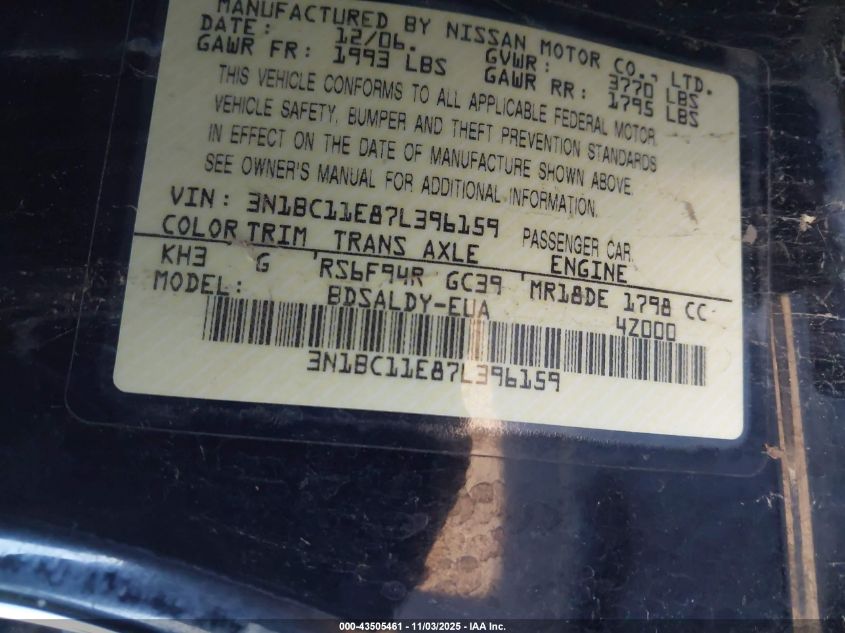 MANUFACTURED BY NISSAN MOTOR CO., LTD.
DATE: 12/06. GVWR: 3770 LBS
GAWR FR: 1993 LBS GAWR RR: 1795 LBS
THIS VEHICLE CONFORMS TO ALL APPLICABLE FEDERAL MOTOR
VEHICLE SAFETY, BUMPER AND THEFT PREVENTION STANDARDS
IN EFFECT ON THE DATE OF MANUFACTURE SHOWN ABOVE.
SEE OWNER'S MANUAL FOR ADDITIONAL INFORMATION.
VIN: 3N1BC11E87L396159 PASSENGER CAR
COLOR TRIM TRANS AXLE ENGINE
KH3 G RS6F94R GC39 MR18DE 1798 CC
MODEL: BDSALDY-EUA 4Z000
3N1BC11E87L396159
000-43505461 - 11/03/2025 - IAA Inc.